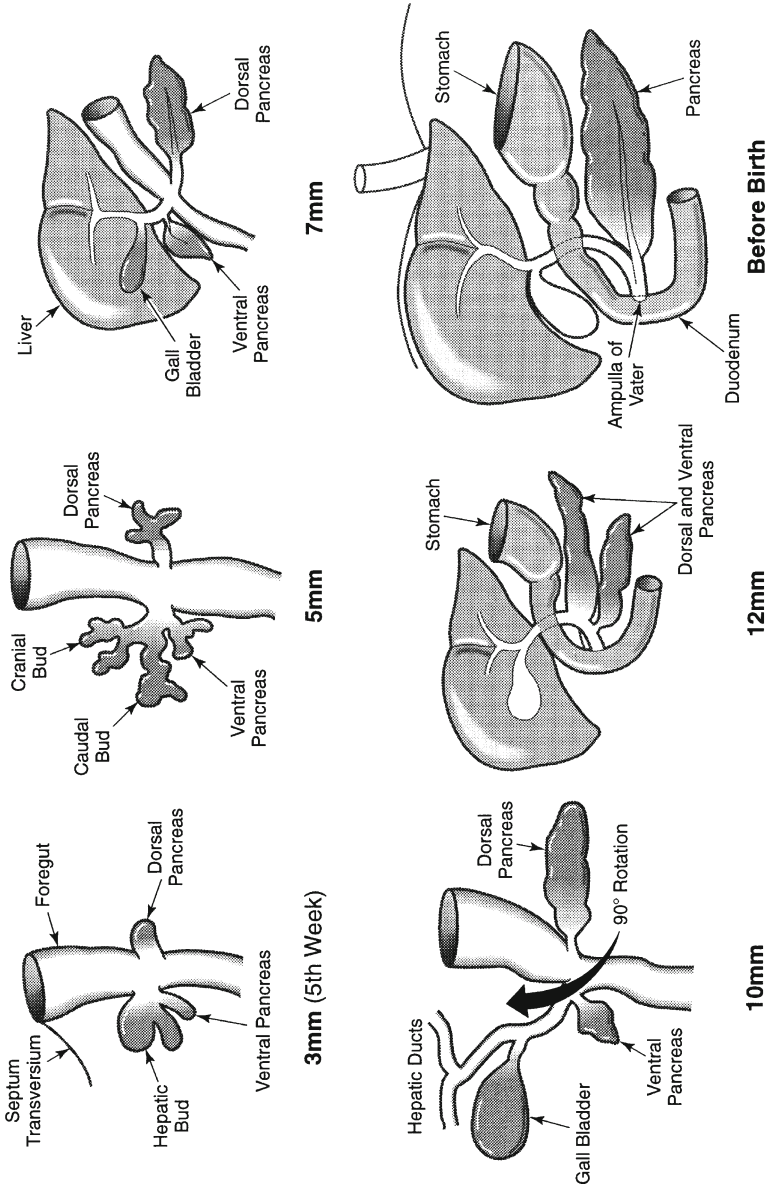 Septum
Transversium
Foregut
Hepatic
Bud
Dorsal
Pancreas
Ventral Pancreas
3mm (5th Week)
Cranial
Bud
Caudal
Bud
Dorsal
Pancreas
Ventral
Pancreas
5mm
Liver
Gall
Bladder
Ventral
Pancreas
Dorsal
Pancreas
7mm
Hepatic Ducts
Dorsal
Pancreas
90° Rotation
Gall Bladder
Ventral
Pancreas
10mm
Stomach
Dorsal and Ventral
Pancreas
12mm
Stomach
Ampulla of
Vater
Duodenum
Pancreas
Before Birth